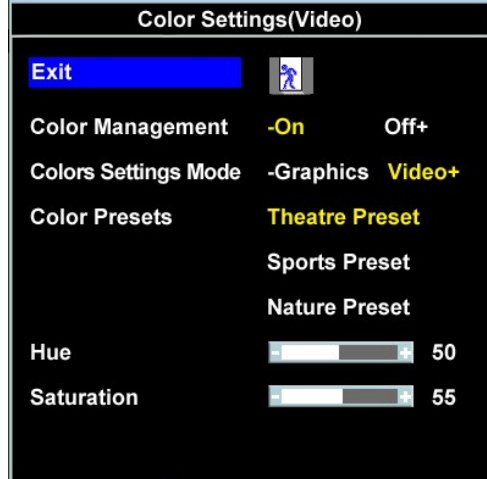 Color Settings(Video)
Exit
Color Management -On Off+
Colors Settings Mode -Graphics Video+
Color Presets Theatre Preset
Sports Preset
Nature Preset
Hue - + 50
Saturation - + 55